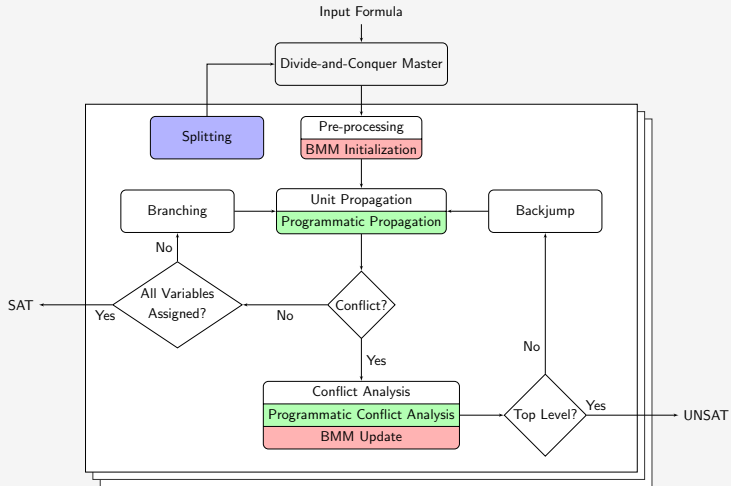 Input Formula
Divide-and-Conquer Master
Splitting
Pre-processing
BMM Initialization
Branching
Unit Propagation
Programmatic Propagation
Backjump
No
All Variables
Assigned?
SAT
Yes
No
Conflict?
No
Yes
Conflict Analysis
Programmatic Conflict Analysis
BMM Update
Top Level?
Yes
UNSAT